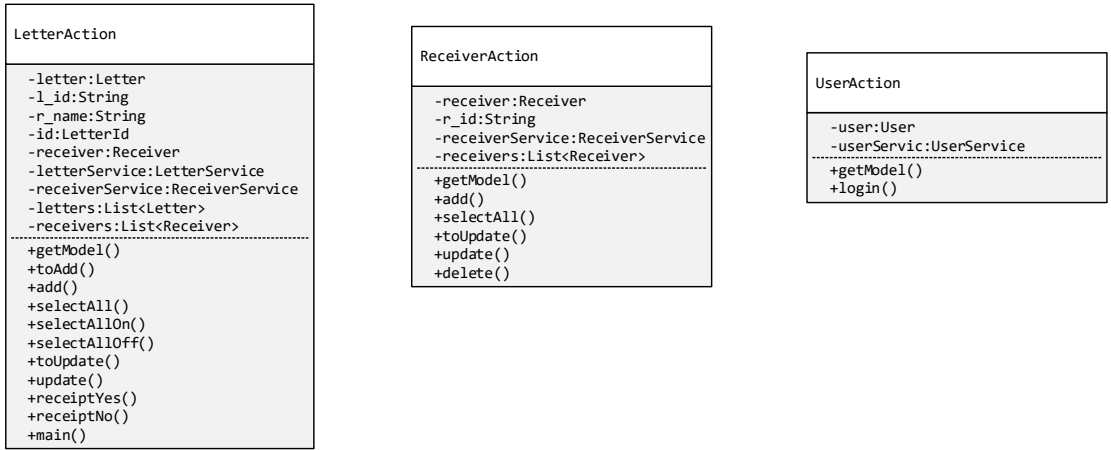 LetterAction
-letter:Letter
-l_id:String
-r_name:String
-id:LetterId
-receiver:Receiver
-letterService:LetterService
-receiverService:ReceiverService
-letters:List<Letter>
-receivers:List<Receiver>
+getModel()
+toAdd()
+add()
+selectAll()
+selectAllOn()
+selectAllOff()
+toUpdate()
+update()
+receiptYes()
+receiptNo()
+main()
ReceiverAction
-receiver:Receiver
-r_id:String
-receiverService:ReceiverService
-receivers:List<Receiver>
+getModel()
+add()
+selectAll()
+toUpdate()
+update()
+delete()
UserAction
-user:User
-userServic:UserService
+getModel()
+login()